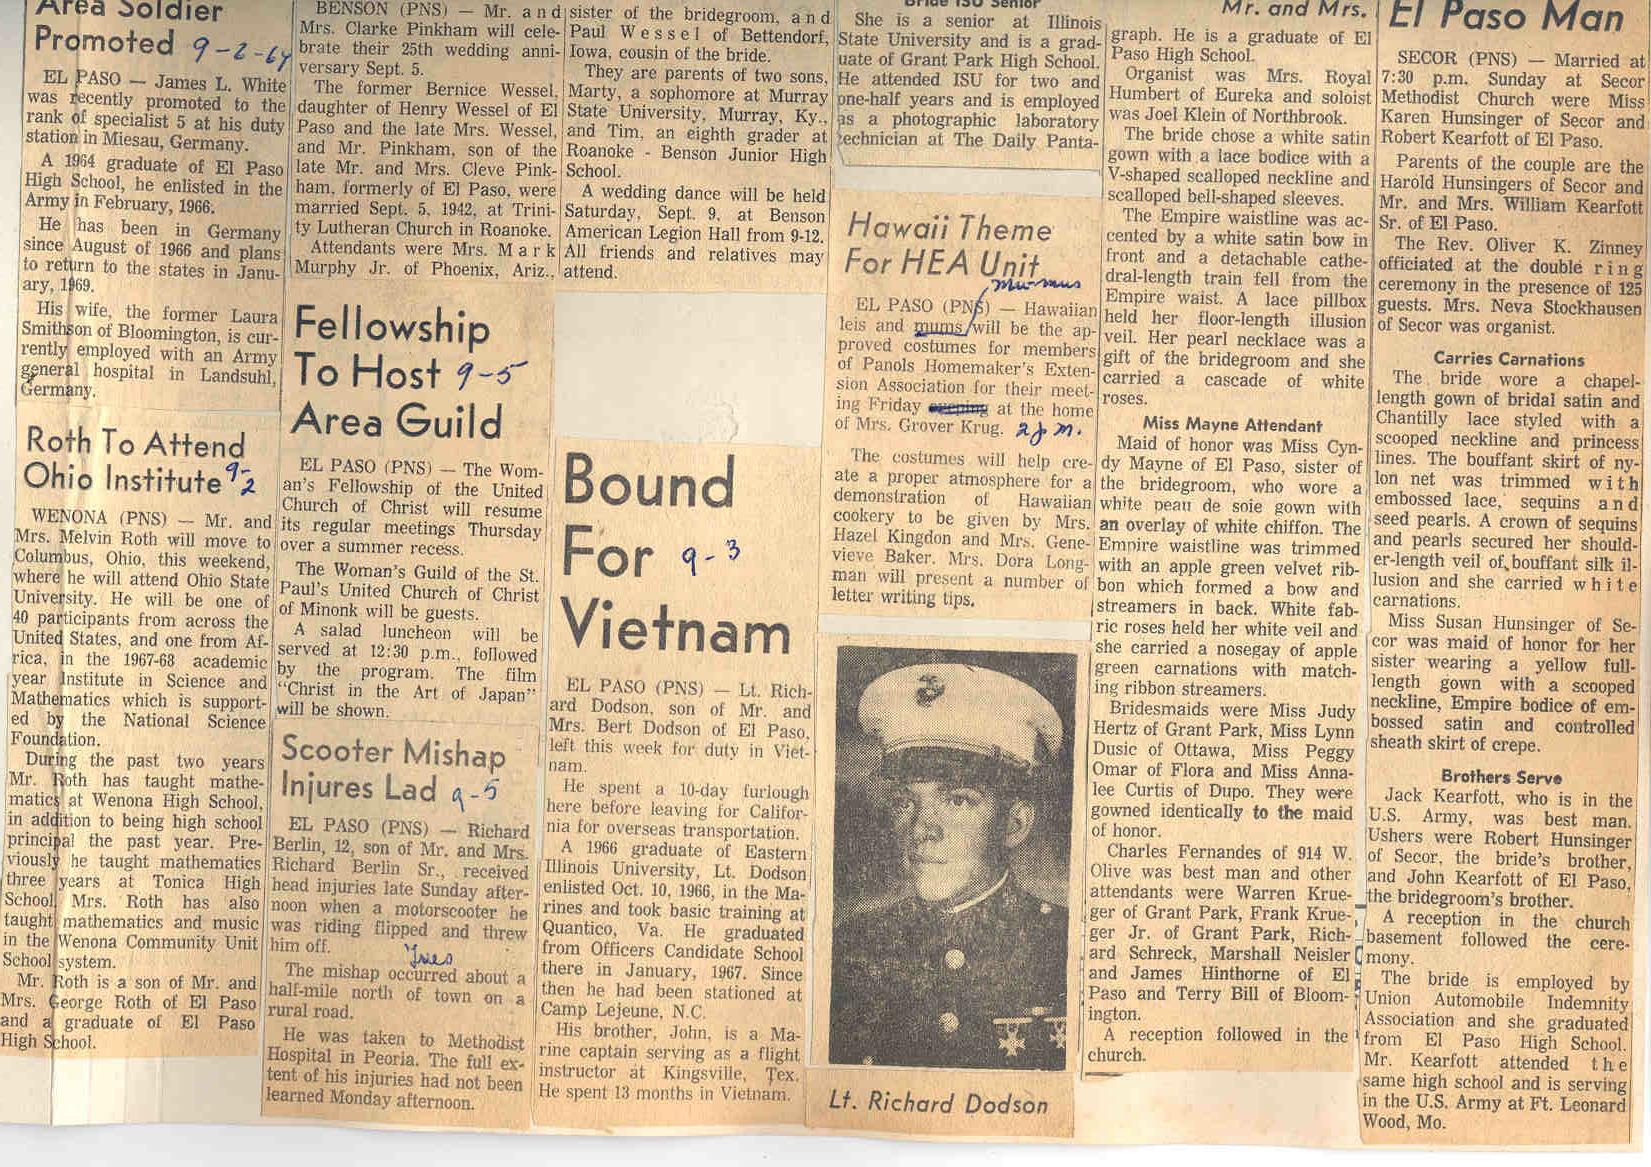 Area Soldier
Promoted 9-2-67
EL PASO — James L. White
was recently promoted to the
rank of specialist 5 at his duty
station in Miesau, Germany.
A 1964 graduate of El Paso
High School, he enlisted in the
Army in February, 1966.
He has been in Germany
since August of 1966 and plans
to return to the states in Janu-
ary, 1969.
His wife, the former Laura
Smithson of Bloomington, is cur-
rently employed with an Army
general hospital in Landsuhl,
Germany.
Roth To Attend
Ohio Institute 9-2
WENONA (PNS) — Mr. and
Mrs. Melvin Roth will move to
Columbus, Ohio, this weekend,
where he will attend Ohio State
University. He will be one of
40 participants from across the
United States, and one from Af-
rica, in the 1967-68 academic
year Institute in Science and
Mathematics which is support-
ed by the National Science
Foundation.
During the past two years
Mr. Roth has taught mathe-
matics at Wenona High School,
in addition to being high school
principal the past year. Pre-
viously he taught mathematics
three years at Tonica High
School. Mrs. Roth has also
taught mathematics and music
in the Wenona Community Unit
School system.
Mr. Roth is a son of Mr. and
Mrs. George Roth of El Paso
and a graduate of El Paso
High School.
BENSON (PNS) — Mr. and
Mrs. Clarke Pinkham will cele-
brate their 25th wedding anni-
versary Sept. 5.
The former Bernice Wessel,
daughter of Henry Wessel of El
Paso and the late Mrs. Wessel,
and Mr. Pinkham, son of the
late Mr. and Mrs. Cleve Pink-
ham, formerly of El Paso, were
married Sept. 5, 1942, at Trini-
ty Lutheran Church in Roanoke.
Attendants were Mrs. Mark
Murphy Jr. of Phoenix, Ariz.,
sister of the bridegroom, and
Paul Wessel of Bettendorf,
Iowa, cousin of the bride.
They are parents of two sons,
Marty, a sophomore at Murray
State University, Murray, Ky.,
and Tim, an eighth grader at
Roanoke - Benson Junior High
School.
A wedding dance will be held
Saturday, Sept. 9, at Benson
American Legion Hall from 9-12.
All friends and relatives may
attend.
Fellowship
To Host 9-5
Area Guild
EL PASO (PNS) — The Wom-
an's Fellowship of the United
Church of Christ will resume
its regular meetings Thursday
over a summer recess.
The Woman's Guild of the St.
Paul's United Church of Christ
of Minonk will be guests.
A salad luncheon will be
served at 12:30 p.m., followed
by the program. The film
"Christ in the Art of Japan"
will be shown.
Scooter Mishap
Injures Lad 9-5
EL PASO (PNS) — Richard
Berlin, 12, son of Mr. and Mrs.
Richard Berlin Sr., received
head injuries late Sunday after-
noon when a motorscooter he
was riding flipped and threw
him off.
The mishap occurred about a
half-mile north of town on a
rural road.
He was taken to Methodist
Hospital in Peoria. The full ex-
tent of his injuries had not been
learned Monday afternoon.
Bound
For 9-3
Vietnam
EL PASO (PNS) — Lt. Rich-
ard Dodson, son of Mr. and
Mrs. Bert Dodson of El Paso,
left this week for duty in Viet-
nam.
He spent a 10-day furlough
here before leaving for Califor-
nia for overseas transportation.
A 1966 graduate of Eastern
Illinois University, Lt. Dodson
enlisted Oct. 10, 1966, in the Ma-
rines and took basic training at
Quantico, Va. He graduated
from Officers Candidate School
there in January, 1967. Since
then he had been stationed at
Camp Lejeune, N.C.
His brother, John, is a Ma-
rine captain serving as a flight
instructor at Kingsville, Tex.
He spent 13 months in Vietnam.
Bride ISU Senior
She is a senior at Illinois
State University and is a grad-
uate of Grant Park High School.
He attended ISU for two and
one-half years and is employed
as a photographic laboratory
technician at The Daily Panta-
Hawaii Theme
For HEA Unit
mu-mus
EL PASO (PNS) — Hawaiian
leis and mums will be the ap-
proved costumes for members
of Panols Homemaker's Exten-
sion Association for their meet-
ing Friday evening at the home
of Mrs. Grover Krug. 2 p.m.
The costumes will help cre-
ate a proper atmosphere for a
demonstration of Hawaiian
cookery to be given by Mrs.
Hazel Kingdon and Mrs. Gene-
vieve Baker. Mrs. Dora Long-
man will present a number of
letter writing tips.
Lt. Richard Dodson
Mr. and Mrs.
graph. He is a graduate of El
Paso High School.
Organist was Mrs. Royal
Humbert of Eureka and soloist
was Joel Klein of Northbrook.
The bride chose a white satin
gown with a lace bodice with a
V-shaped scalloped neckline and
scalloped bell-shaped sleeves.
The Empire waistline was ac-
cented by a white satin bow in
front and a detachable cathe-
dral-length train fell from the
Empire waist. A lace pillbox
held her floor-length illusion
veil. Her pearl necklace was a
gift of the bridegroom and she
carried a cascade of white
roses.
Miss Mayne Attendant
Maid of honor was Miss Cyn-
dy Mayne of El Paso, sister of
the bridegroom, who wore a
white peau de soie gown with
an overlay of white chiffon. The
Empire waistline was trimmed
with an apple green velvet rib-
bon which formed a bow and
streamers in back. White fab-
ric roses held her white veil and
she carried a nosegay of apple
green carnations with match-
ing ribbon streamers.
Bridesmaids were Miss Judy
Hertz of Grant Park, Miss Lynn
Dusic of Ottawa, Miss Peggy
Omar of Flora and Miss Anna-
lee Curtis of Dupo. They were
gowned identically to the maid
of honor.
Charles Fernandes of 914 W.
Olive was best man and other
attendants were Warren Krue-
ger of Grant Park, Frank Krue-
ger Jr. of Grant Park, Rich-
ard Schreck, Marshall Neisler
and James Hinthorne of El
Paso and Terry Bill of Bloom-
ington.
A reception followed in the
church.
El Paso Man
SECOR (PNS) — Married at
7:30 p.m. Sunday at Secor
Methodist Church were Miss
Karen Hunsinger of Secor and
Robert Kearfott of El Paso.
Parents of the couple are the
Harold Hunsingers of Secor and
Mr. and Mrs. William Kearfott
Sr. of El Paso.
The Rev. Oliver K. Zinney
officiated at the double ring
ceremony in the presence of 125
guests. Mrs. Neva Stockhausen
of Secor was organist.
Carries Carnations
The bride wore a chapel-
length gown of bridal satin and
Chantilly lace styled with a
scooped neckline and princess
lines. The bouffant skirt of ny-
lon net was trimmed with
embossed lace, sequins and
seed pearls. A crown of sequins
and pearls secured her should-
er-length veil of bouffant silk il-
lusion and she carried white
carnations.
Miss Susan Hunsinger of Se-
cor was maid of honor for her
sister wearing a yellow full-
length gown with a scooped
neckline, Empire bodice of em-
bossed satin and controlled
sheath skirt of crepe.
Brothers Serve
Jack Kearfott, who is in the
U.S. Army, was best man.
Ushers were Robert Hunsinger
of Secor, the bride's brother,
and John Kearfott of El Paso,
the bridegroom's brother.
A reception in the church
basement followed the cere-
mony.
The bride is employed by
Union Automobile Indemnity
Association and she graduated
from El Paso High School.
Mr. Kearfott attended the
same high school and is serving
in the U.S. Army at Ft. Leonard
Wood, Mo.